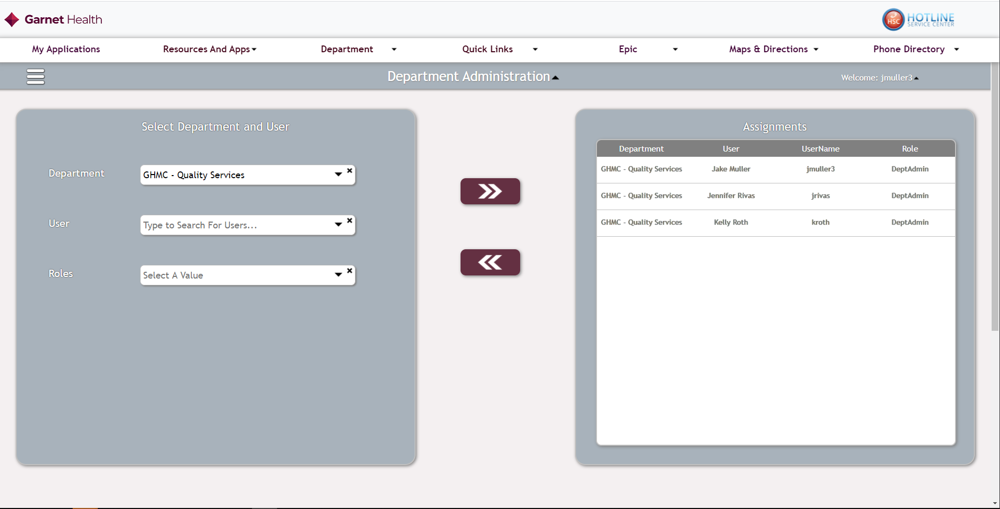 Garnet Health
HSC HOTLINE
SERVICE CENTER
My Applications Resources And Apps Department Quick Links Epic Maps & Directions Phone Directory
Department Administration Welcome: jmuller3
Select Department and User
Department GHMC - Quality Services
User Type to Search For Users...
Roles Select A Value
Assignments
Department User UserName Role
GHMC - Quality Services Jake Muller jmuller3 DeptAdmin
GHMC - Quality Services Jennifer Rivas jrivas DeptAdmin
GHMC - Quality Services Kelly Roth kroth DeptAdmin